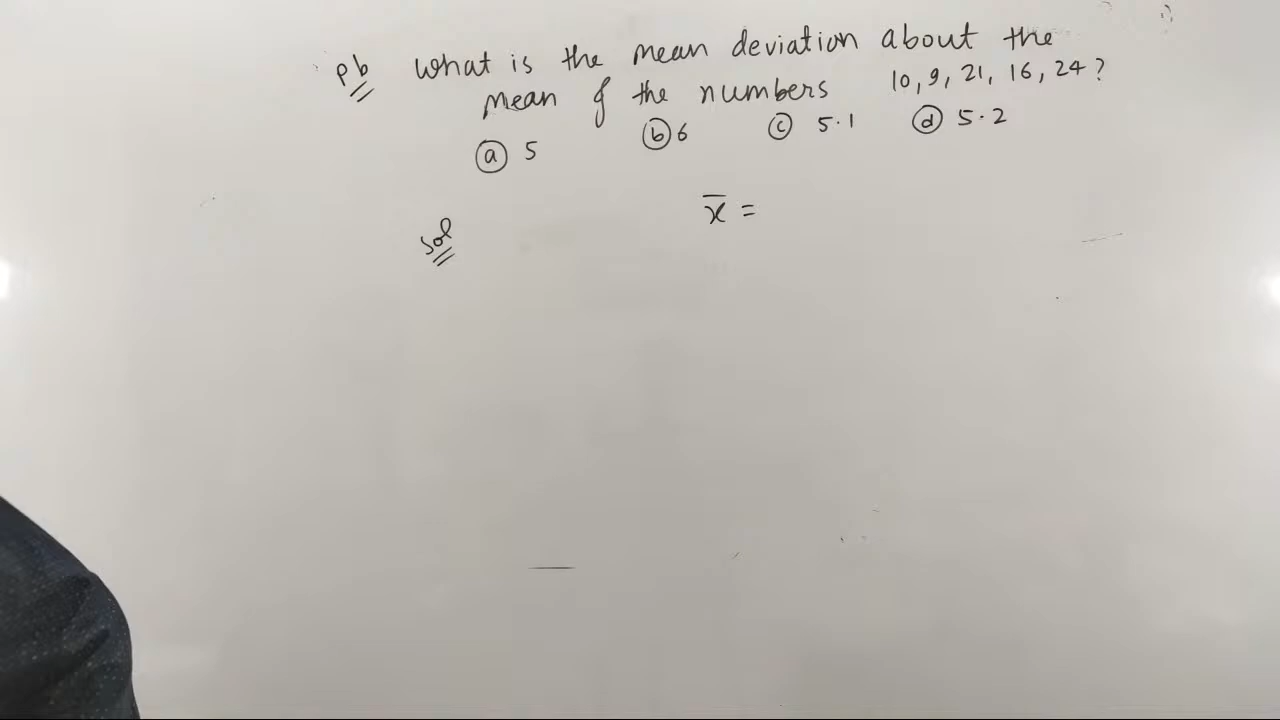 pb What is the mean deviation about the
mean of the numbers 10, 9, 21, 16, 24 ?
(a) 5 (b) 6 (c) 5.1 (d) 5.2
Sol x̄ =